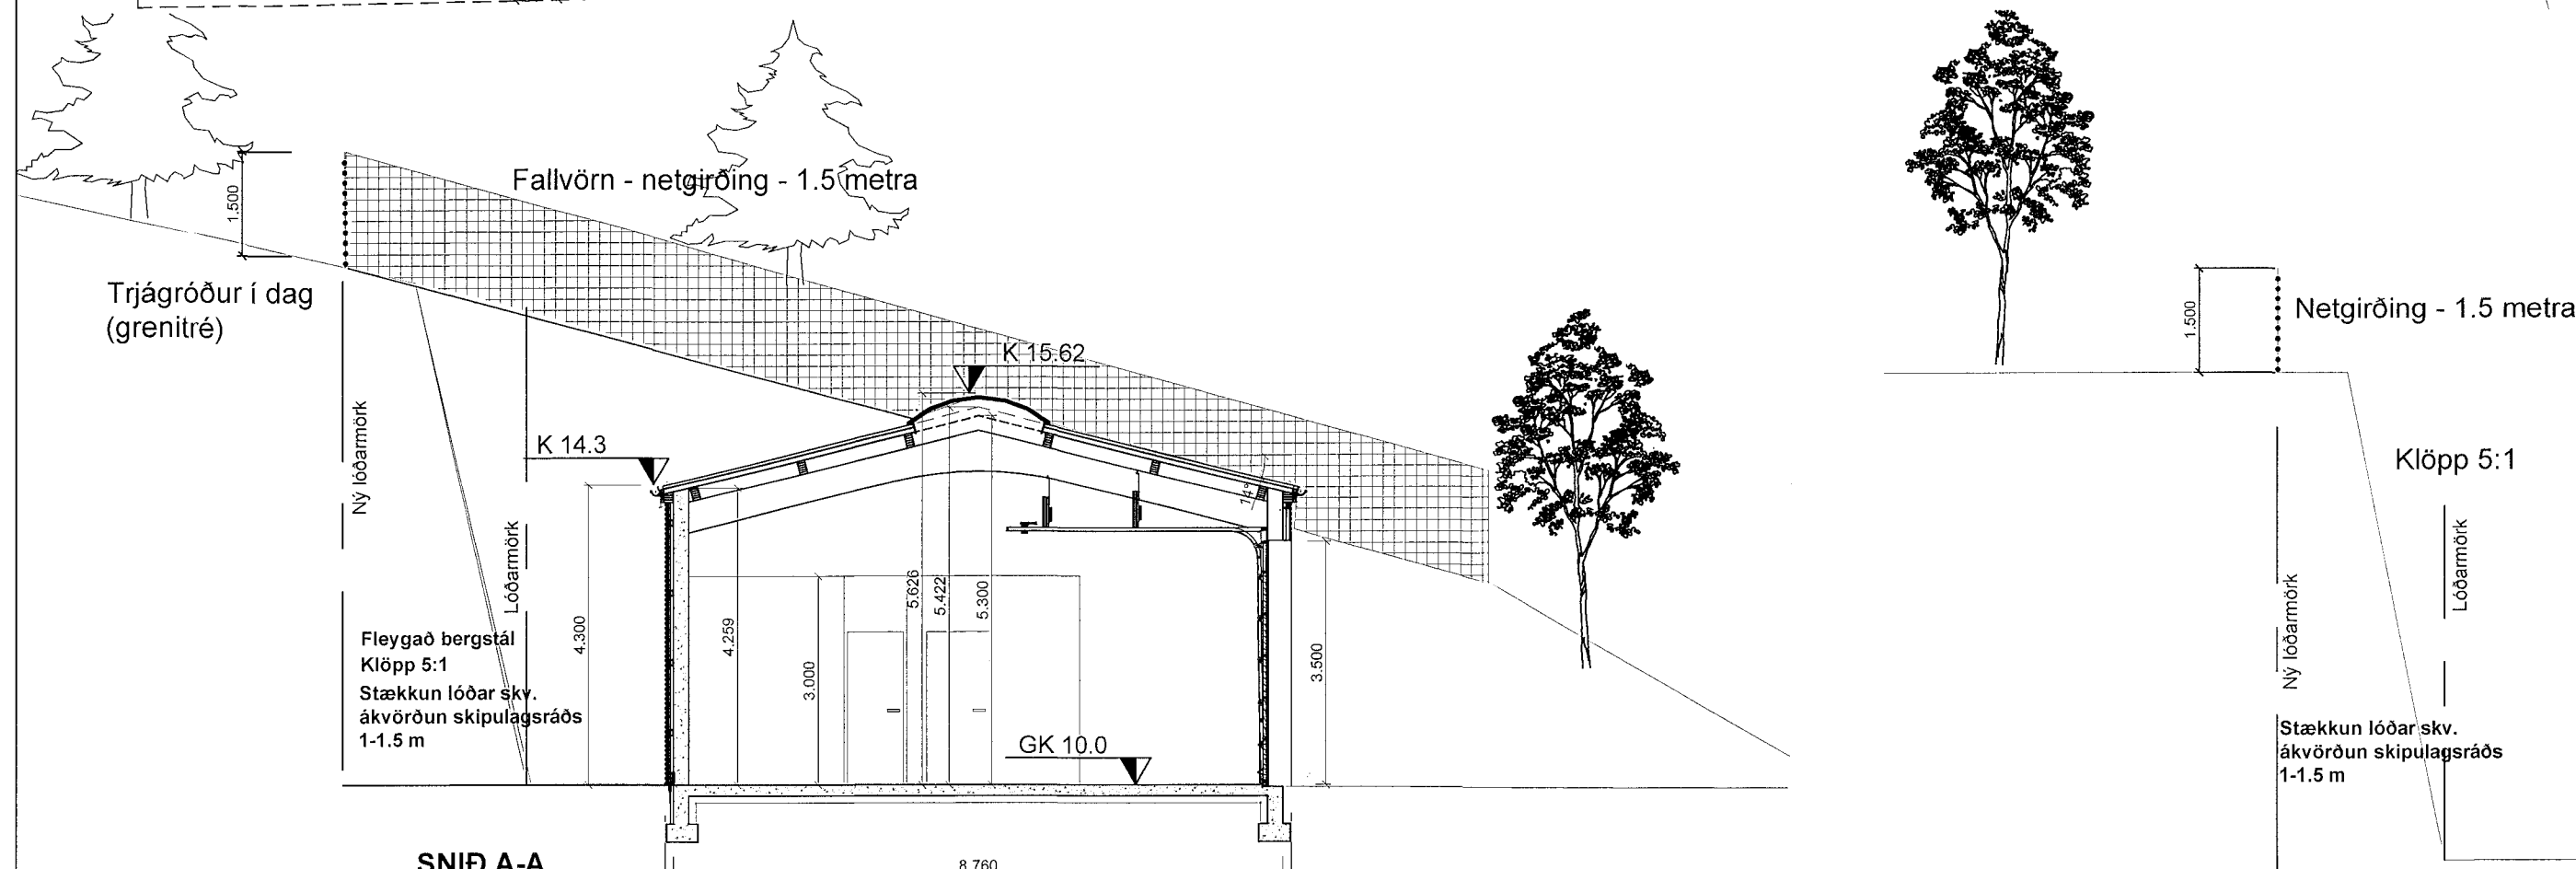 Fallvörn - netgirðing - 1.5 metra
1.500
Trjágróður í dag
(grenitré)
Ný lóðarmörk
Lóðarmörk
K 14.3
K 15.62
14°
4.300
4.259
3.000
5.626
5.422
5.300
3.500
GK 10.0
Fleygað bergstál
Klöpp 5:1
Stækkun lóðar skv.
ákvörðun skipulagsráðs
1-1.5 m
SNIÐ A-A
8.760
1.500
Netgirðing - 1.5 metra
Klöpp 5:1
Lóðarmörk
Ný lóðarmörk
Stækkun lóðar skv.
ákvörðun skipulagsráðs
1-1.5 m